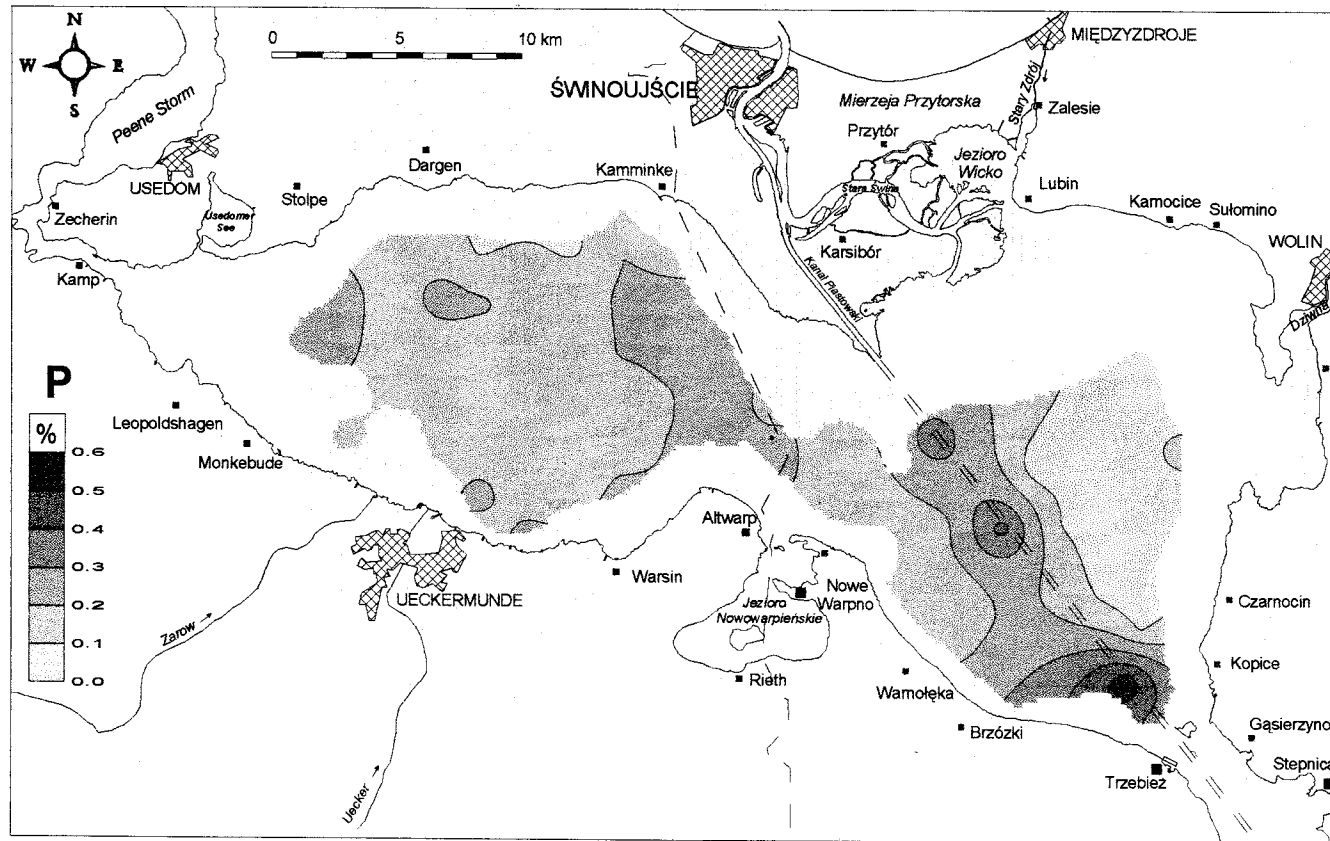 N
W E
S
0 5 10 km
Peene Storm
USEDOM
Zecherin
Usedomer
See
Kamp
Stolpe
Dargen
Kamminke
ŚWINOUJŚCIE
MIĘDZYZDROJE
Mierzeja Przytorska
Stary Zdrój
Zalesie
Przytór
Jezioro
Wicko
Stara Świna
Lubin
Karsibór
Kanał Piastowski
Karnocice
Sułomino
WOLIN
Dziwna
P
%
0.6
0.5
0.4
0.3
0.2
0.1
0.0
Leopoldshagen
Monkebude
UECKERMUNDE
Zarow
Uecker
Warsin
Altwarp
Nowe
Warpno
Jezioro
Nowowarpieńskie
Rieth
Warnołęka
Brzózki
Trzebież
Czarnocin
Kopice
Gąsierzyno
Stepnica